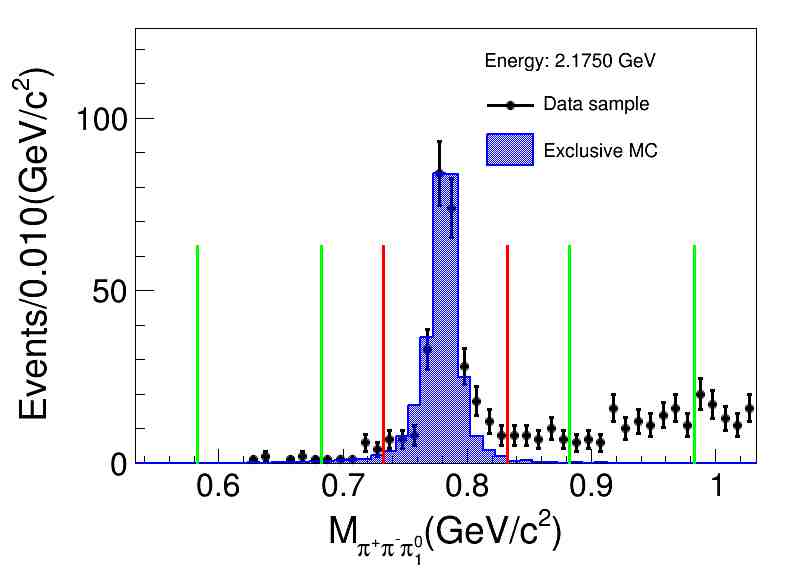 Energy: 2.1750 GeV
Data sample
Exclusive MC
Events/0.010(GeV/c²)
100
50
0
0.6 0.7 0.8 0.9 1
M_π⁺π⁻π⁰₁(GeV/c²)